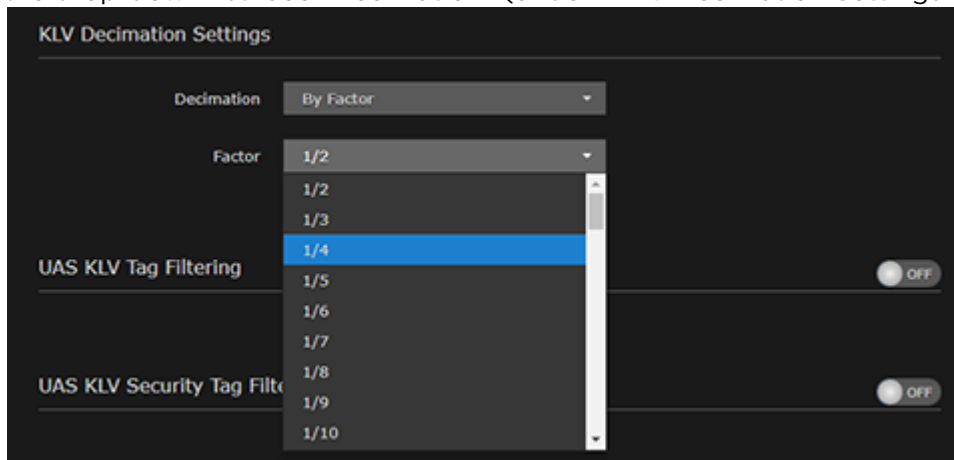 KLV Decimation Settings
Decimation By Factor
Factor 1/2
1/2
1/3
1/4
UAS KLV Tag Filtering OFF
1/5
1/6
1/7
1/8
UAS KLV Security Tag Filte OFF
1/9
1/10